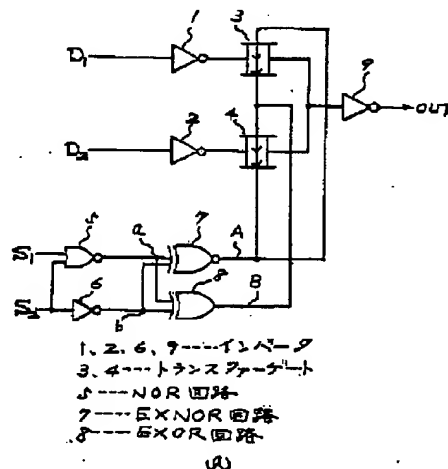 1
3
D₁
9
OUT
2
4
D₂
S₁
5
a
7
A
S₂
6
b
8
B
1、2、6、9‥‥インバータ
3、4‥‥トランスファーゲート
5‥‥NOR回路
7‥‥EXNOR回路
8‥‥EXOR回路